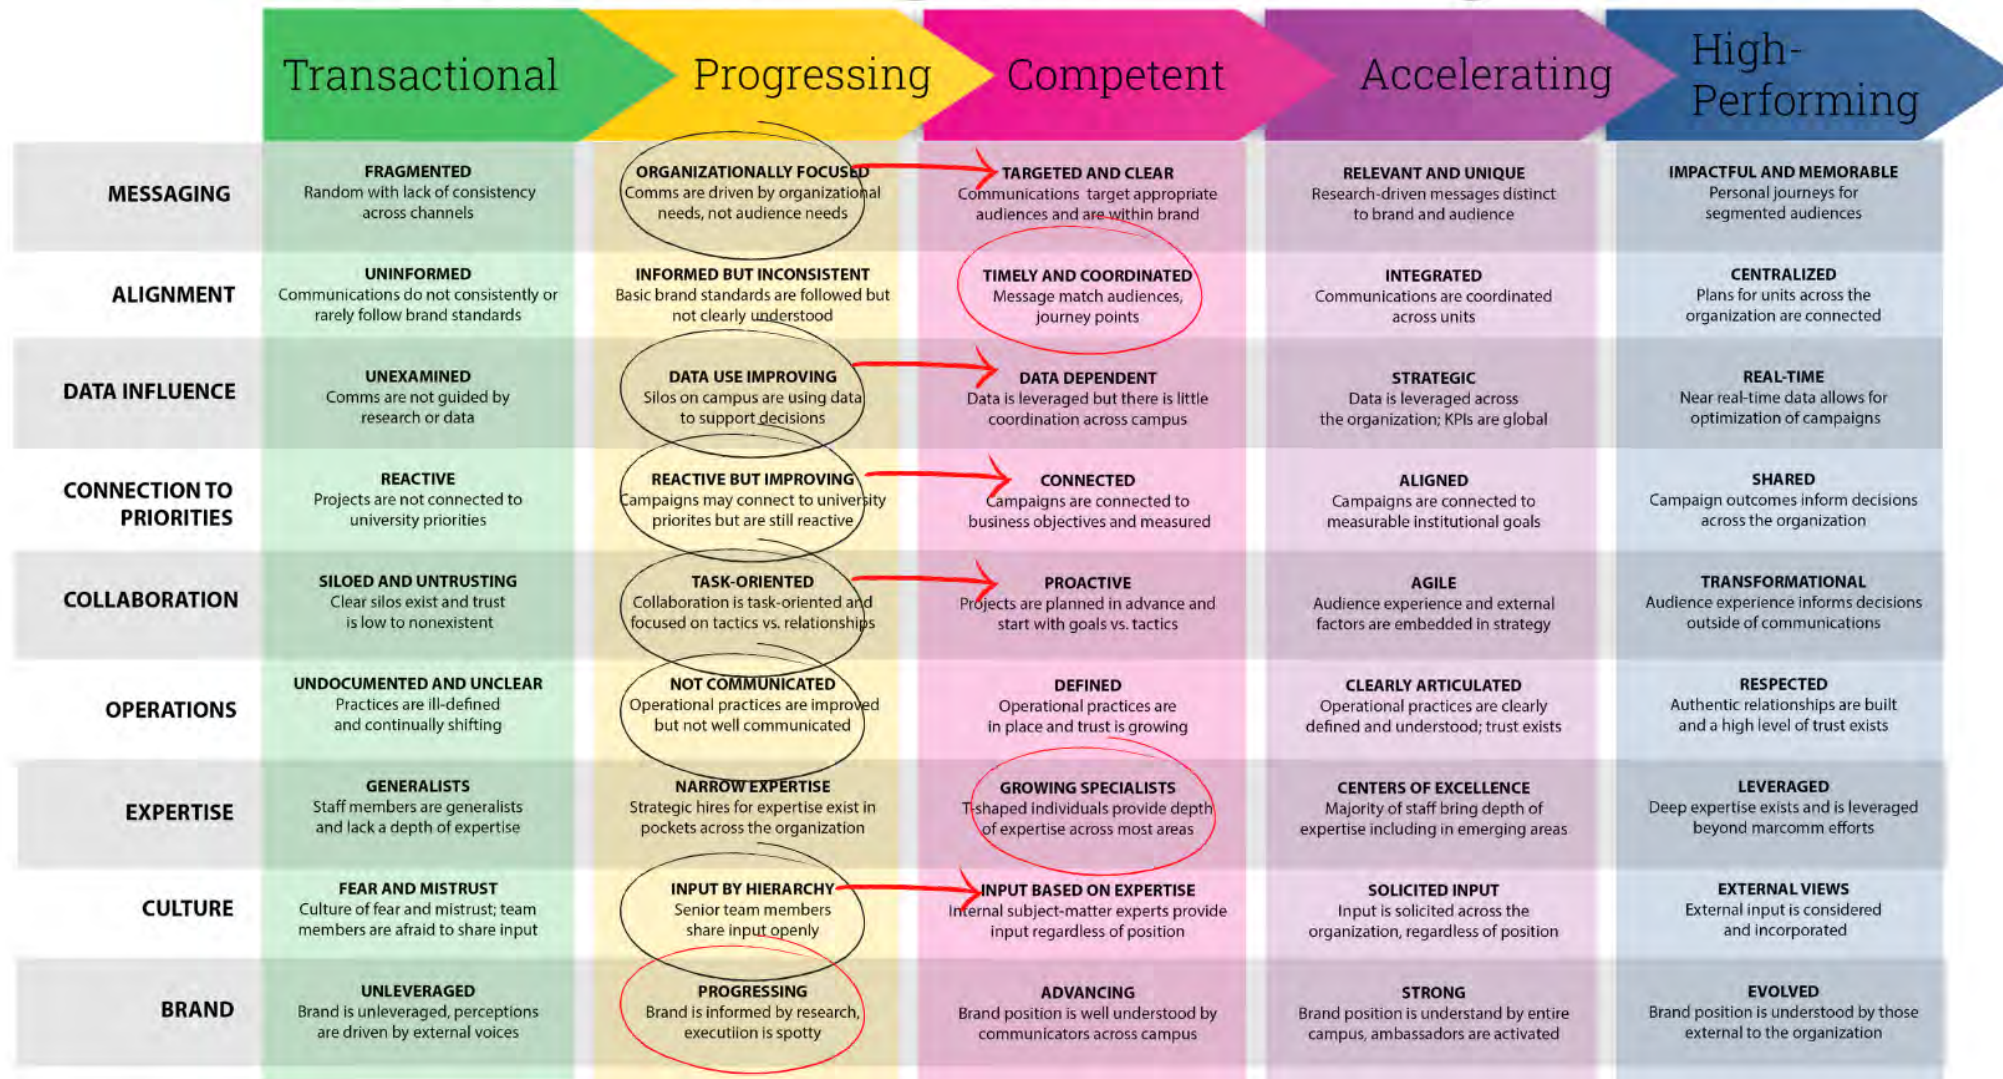 Transactional
Progressing
Competent
Accelerating
High-
Performing
MESSAGING
FRAGMENTED
Random with lack of consistency
across channels
ORGANIZATIONALLY FOCUSED
Comms are driven by organizational
needs, not audience needs
TARGETED AND CLEAR
Communications target appropriate
audiences and are within brand
RELEVANT AND UNIQUE
Research-driven messages distinct
to brand and audience
IMPACTFUL AND MEMORABLE
Personal journeys for
segmented audiences
ALIGNMENT
UNINFORMED
Communications do not consistently or
rarely follow brand standards
INFORMED BUT INCONSISTENT
Basic brand standards are followed but
not clearly understood
TIMELY AND COORDINATED
Message match audiences,
journey points
INTEGRATED
Communications are coordinated
across units
CENTRALIZED
Plans for units across the
organization are connected
DATA INFLUENCE
UNEXAMINED
Comms are not guided by
research or data
DATA USE IMPROVING
Silos on campus are using data
to support decisions
DATA DEPENDENT
Data is leveraged but there is little
coordination across campus
STRATEGIC
Data is leveraged across
the organization; KPIs are global
REAL-TIME
Near real-time data allows for
optimization of campaigns
CONNECTION TO
PRIORITIES
REACTIVE
Projects are not connected to
university priorities
REACTIVE BUT IMPROVING
Campaigns may connect to university
priorites but are still reactive
CONNECTED
Campaigns are connected to
business objectives and measured
ALIGNED
Campaigns are connected to
measurable institutional goals
SHARED
Campaign outcomes inform decisions
across the organization
COLLABORATION
SILOED AND UNTRUSTING
Clear silos exist and trust
is low to nonexistent
TASK-ORIENTED
Collaboration is task-oriented and
focused on tactics vs. relationships
PROACTIVE
Projects are planned in advance and
start with goals vs. tactics
AGILE
Audience experience and external
factors are embedded in strategy
TRANSFORMATIONAL
Audience experience informs decisions
outside of communications
OPERATIONS
UNDOCUMENTED AND UNCLEAR
Practices are ill-defined
and continually shifting
NOT COMMUNICATED
Operational practices are improved
but not well communicated
DEFINED
Operational practices are
in place and trust is growing
CLEARLY ARTICULATED
Operational practices are clearly
defined and understood; trust exists
RESPECTED
Authentic relationships are built
and a high level of trust exists
EXPERTISE
GENERALISTS
Staff members are generalists
and lack a depth of expertise
NARROW EXPERTISE
Strategic hires for expertise exist in
pockets across the organization
GROWING SPECIALISTS
T-shaped individuals provide depth
of expertise across most areas
CENTERS OF EXCELLENCE
Majority of staff bring depth of
expertise including in emerging areas
LEVERAGED
Deep expertise exists and is leveraged
beyond marcomm efforts
CULTURE
FEAR AND MISTRUST
Culture of fear and mistrust; team
members are afraid to share input
INPUT BY HIERARCHY
Senior team members
share input openly
INPUT BASED ON EXPERTISE
Internal subject-matter experts provide
input regardless of position
SOLICITED INPUT
Input is solicited across the
organization, regardless of position
EXTERNAL VIEWS
External input is considered
and incorporated
BRAND
UNLEVERAGED
Brand is unleveraged, perceptions
are driven by external voices
PROGRESSING
Brand is informed by research,
executiion is spotty
ADVANCING
Brand position is well understood by
communicators across campus
STRONG
Brand position is understand by entire
campus, ambassadors are activated
EVOLVED
Brand position is understood by those
external to the organization